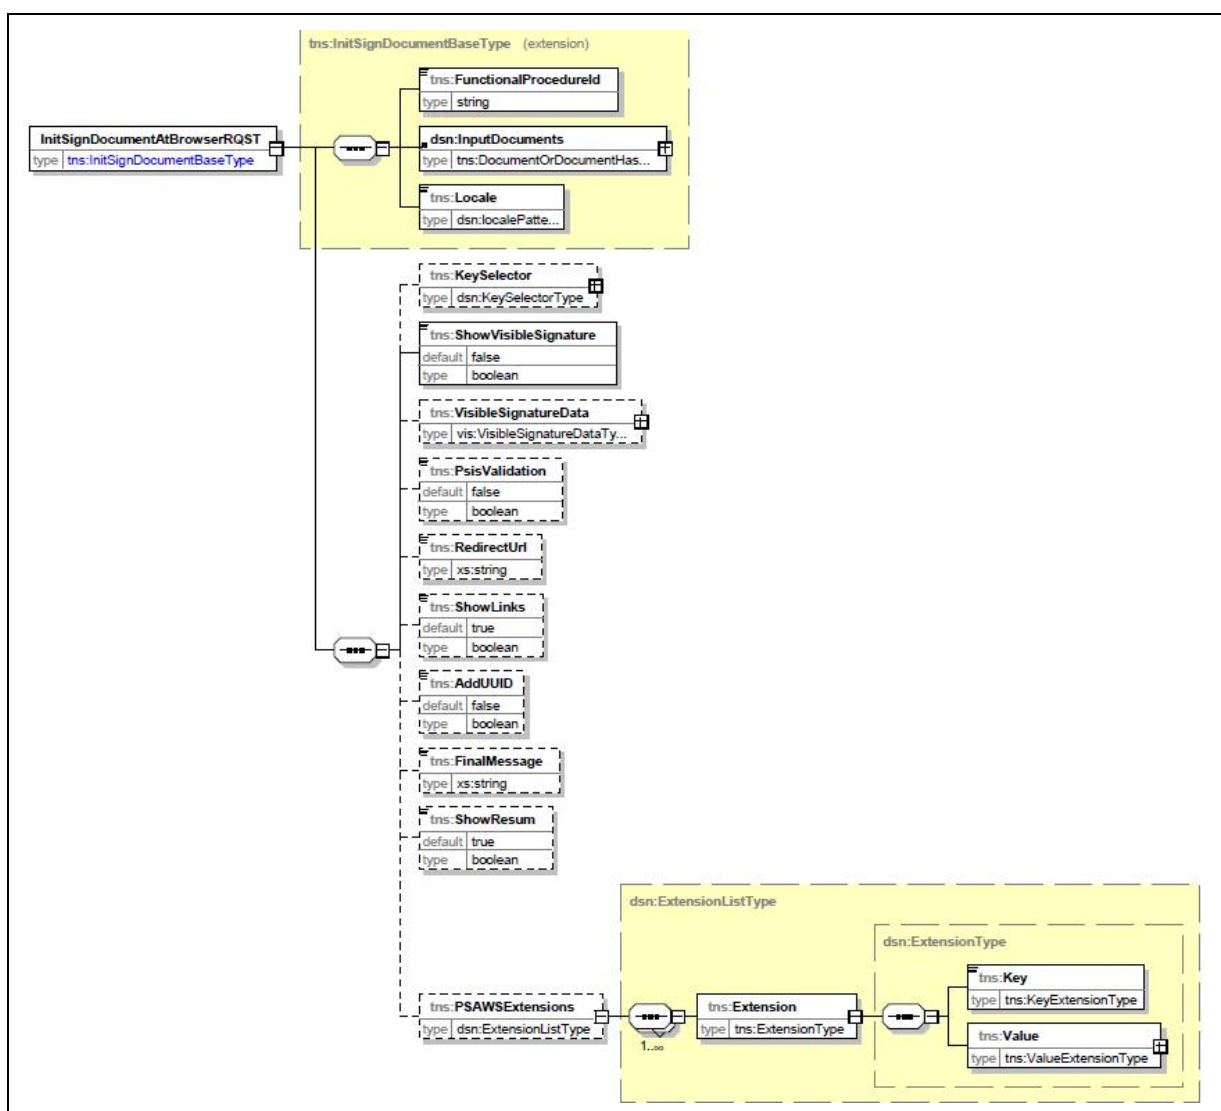 tns:InitSignDocumentBaseType (extension)
tns:FunctionalProcedureId
type string
InitSignDocumentAtBrowserRQST
type tns:InitSignDocumentBaseType
dsn:InputDocuments
type tns:DocumentOrDocumentHas...
tns:Locale
type dsn:localePatte...
tns:KeySelector
type dsn:KeySelectorType
tns:ShowVisibleSignature
default false
type boolean
tns:VisibleSignatureData
type vis:VisibleSignatureDataTy...
tns:PsisValidation
default false
type boolean
tns:RedirectUrl
type xs:string
tns:ShowLinks
default true
type boolean
tns:AddUUID
default false
type boolean
tns:FinalMessage
type xs:string
tns:ShowResum
default true
type boolean
dsn:ExtensionListType
dsn:ExtensionType
tns:Key
type tns:KeyExtensionType
tns:PSAWSExtensions
type dsn:ExtensionListType
tns:Extension
type tns:ExtensionType
1..∞
tns:Value
type tns:ValueExtensionType